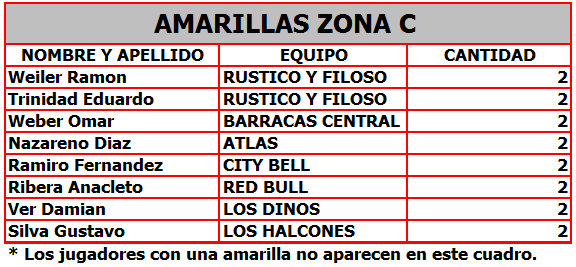 AMARILLAS ZONA C
NOMBRE Y APELLIDO EQUIPO CANTIDAD
Weiler Ramon RUSTICO Y FILOSO 2
Trinidad Eduardo RUSTICO Y FILOSO 2
Weber Omar BARRACAS CENTRAL 2
Nazareno Diaz ATLAS 2
Ramiro Fernandez CITY BELL 2
Ribera Anacleto RED BULL 2
Ver Damian LOS DINOS 2
Silva Gustavo LOS HALCONES 2
* Los jugadores con una amarilla no aparecen en este cuadro.